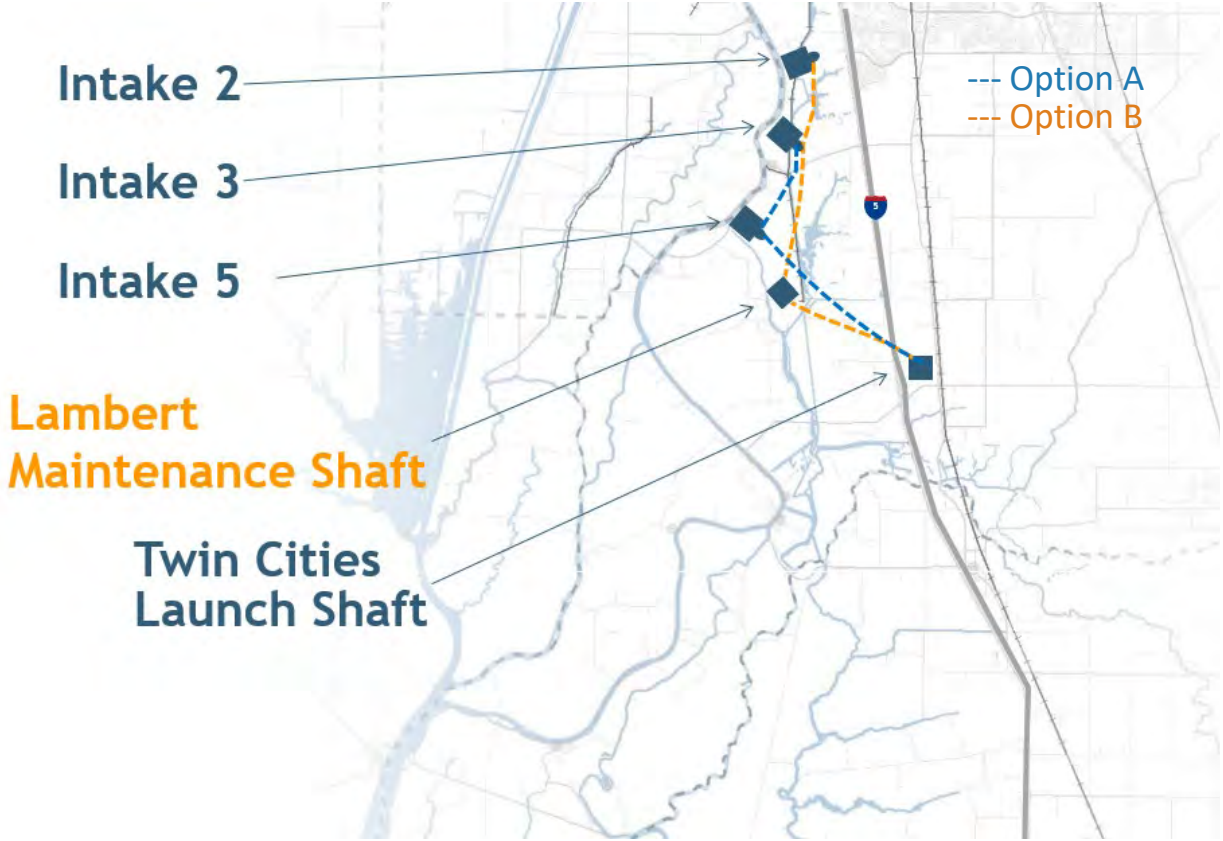 Intake 2
--- Option A
--- Option B
Intake 3
5
Intake 5
Lambert
Maintenance Shaft
Twin Cities
Launch Shaft